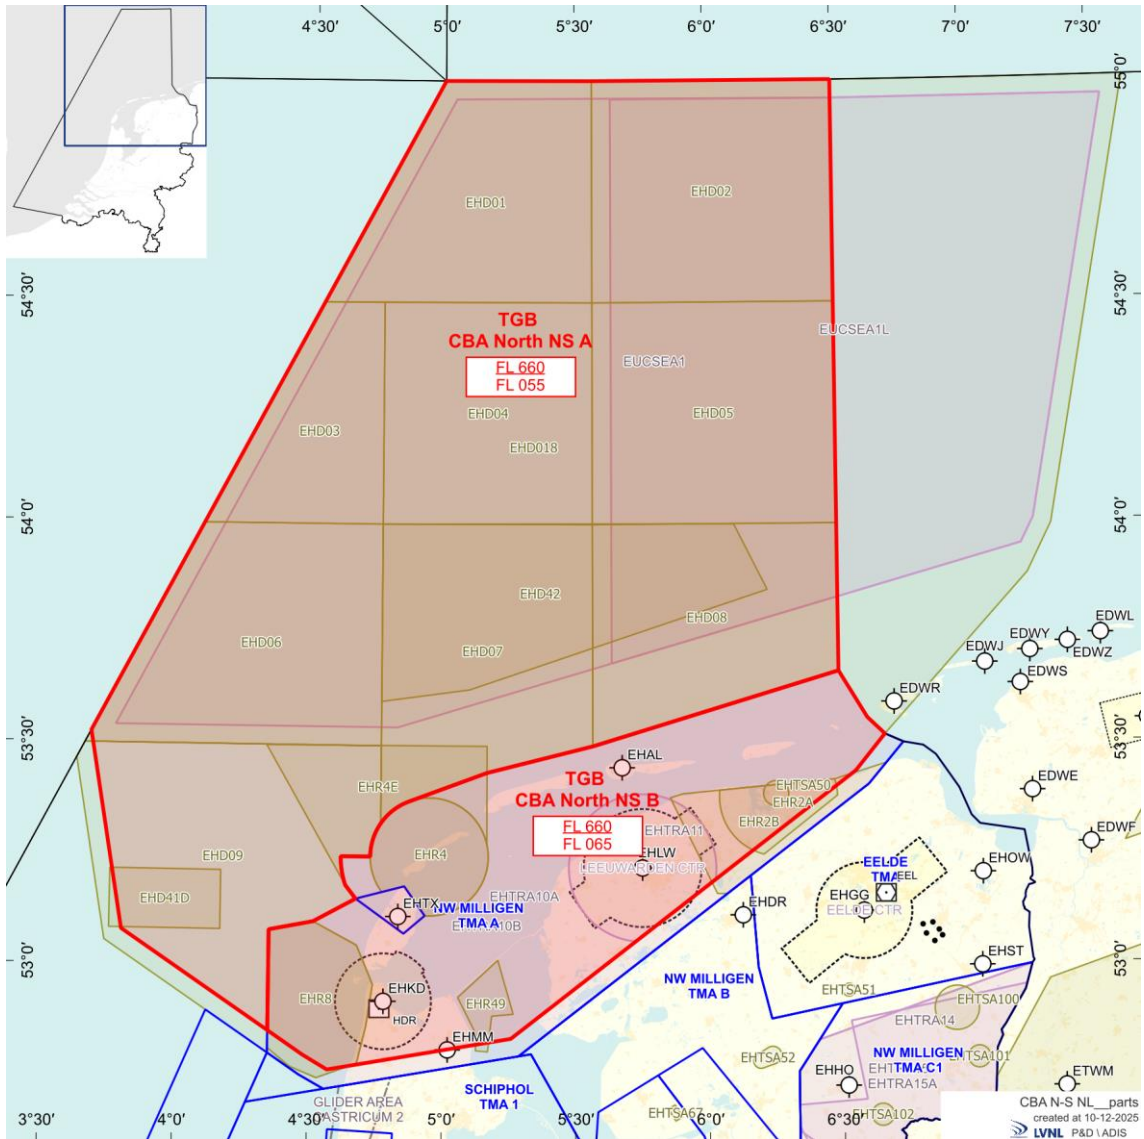 4°30′ 5°0′ 5°30′ 6°0′ 6°30′ 7°0′ 7°30′
55°0′
EHD01
EHD02
54°30′
54°30′
TGB
CBA North NS A
FL 660
FL 055
EUCSEA1L
EUCSEA1
EHD03
EHD04
EHD05
EHD018
54°0′
54°0′
EHD42
EHD06
EHD07
EHD08
EDWL
EDWY
EDWJ
EDWZ
EDWS
EDWR
53°30′
53°30′
EHAL
TGB
CBA North NS B
FL 660
FL 065
EHR4E
EHTSA50
EHR2A
EHR2B
EDWE
EHTRA11
EDWF
EHD09
EHR4
EHLW
LEEUWARDEN CTR
EELDE
TMA
EEL
EHOW
EHD41D
EHTRA10A
EHTX
NW MILLIGEN
TMA A
EHGG
EELDE CTR
EHDR
53°0′
53°0′
EHST
NW MILLIGEN
TMA B
EHTSA51
EHR8
EHKD
HDR
EHR49
EHTSA100
EHTRA14
EHMM
EHTSA52
NW MILLIGEN
TMA C1
EHTSA101
EHTRA15A
EHHO
ETWM
SCHIPHOL
TMA 1
GLIDER AREA
CASTRICUM 2
EHTSA67
EHTSA102
3°30′ 4°0′ 4°30′ 5°0′ 5°30′ 6°0′ 6°30′
CBA N-S NL__parts
created at 10-12-2025
LVNL P&D \ ADIS